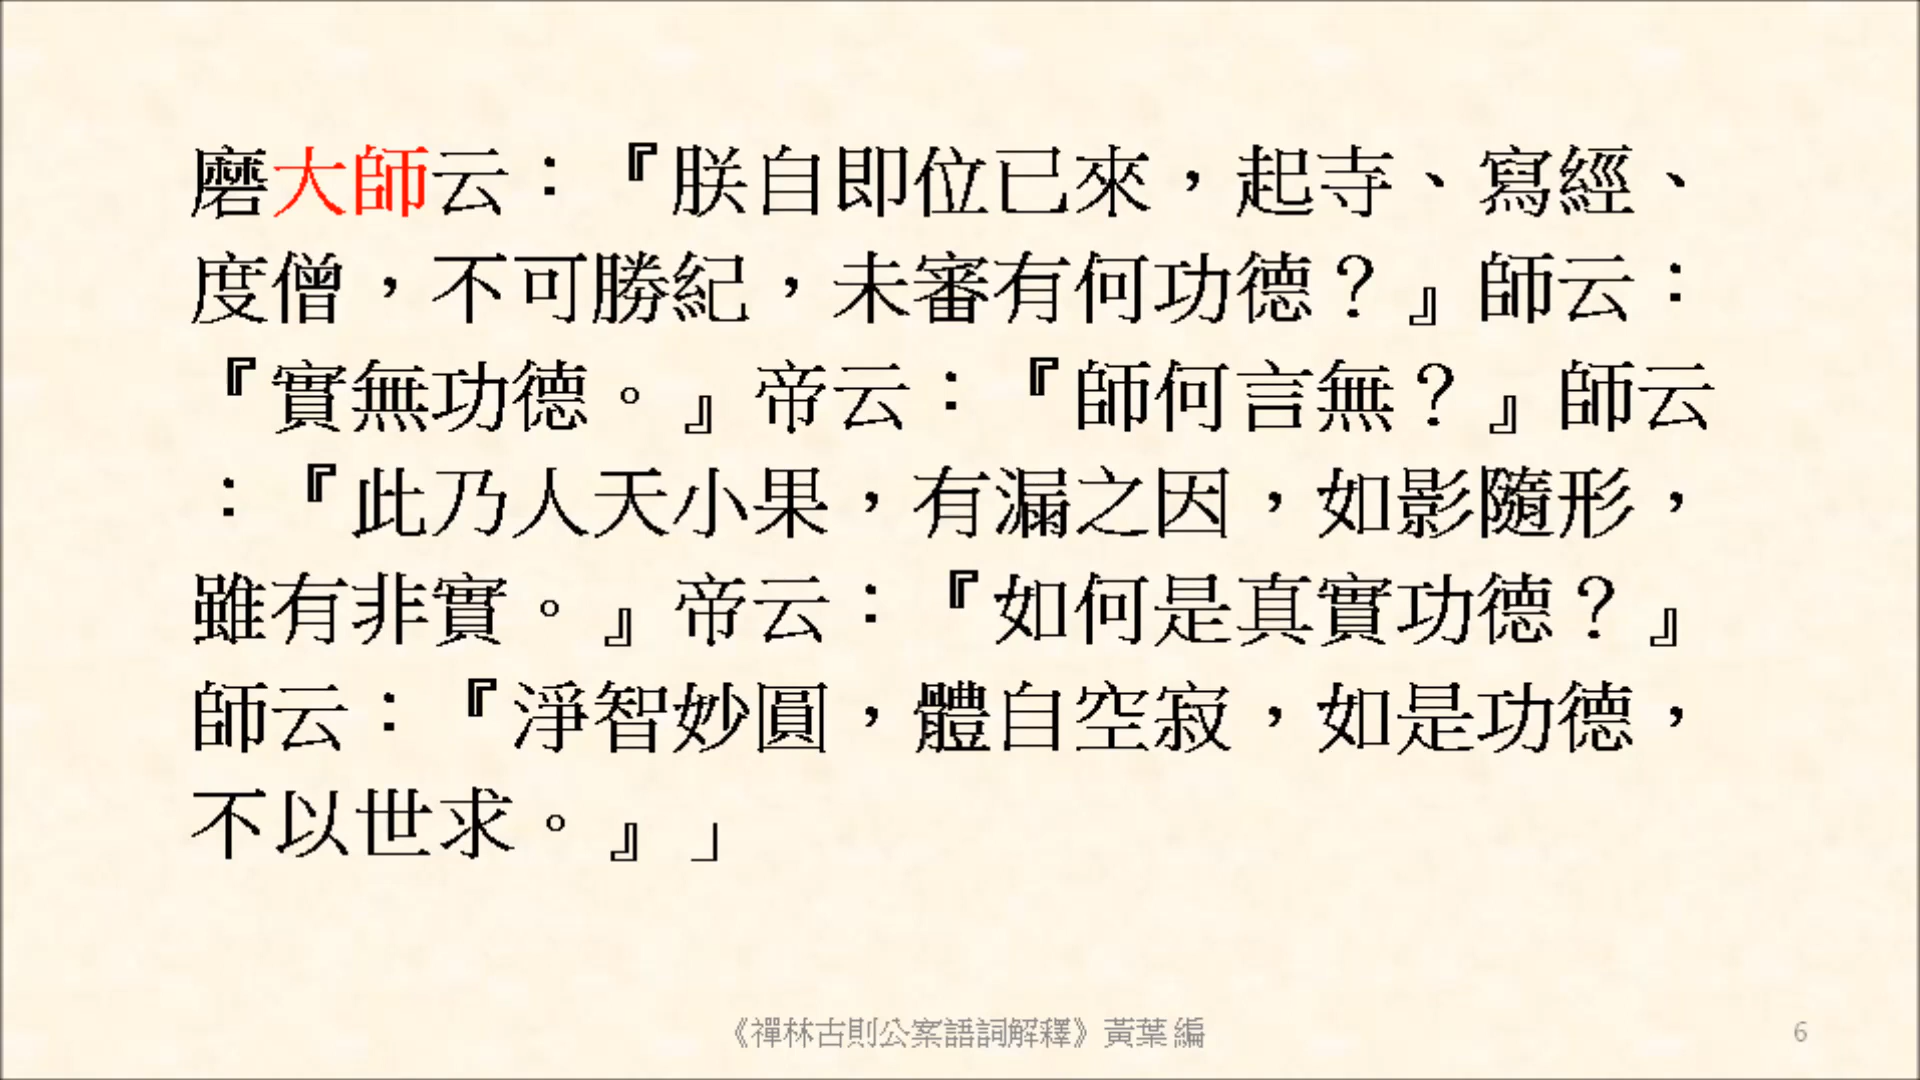 磨大師云：『朕自即位已來，起寺、寫經、
度僧，不可勝紀，未審有何功德？』師云：
『實無功德。』帝云：『師何言無？』師云
：『此乃人天小果，有漏之因，如影隨形，
雖有非實。』帝云：『如何是真實功德？』
師云：『淨智妙圓，體自空寂，如是功德，
不以世求。』」
《禪林古則公案語詞解釋》黃葉 編
6